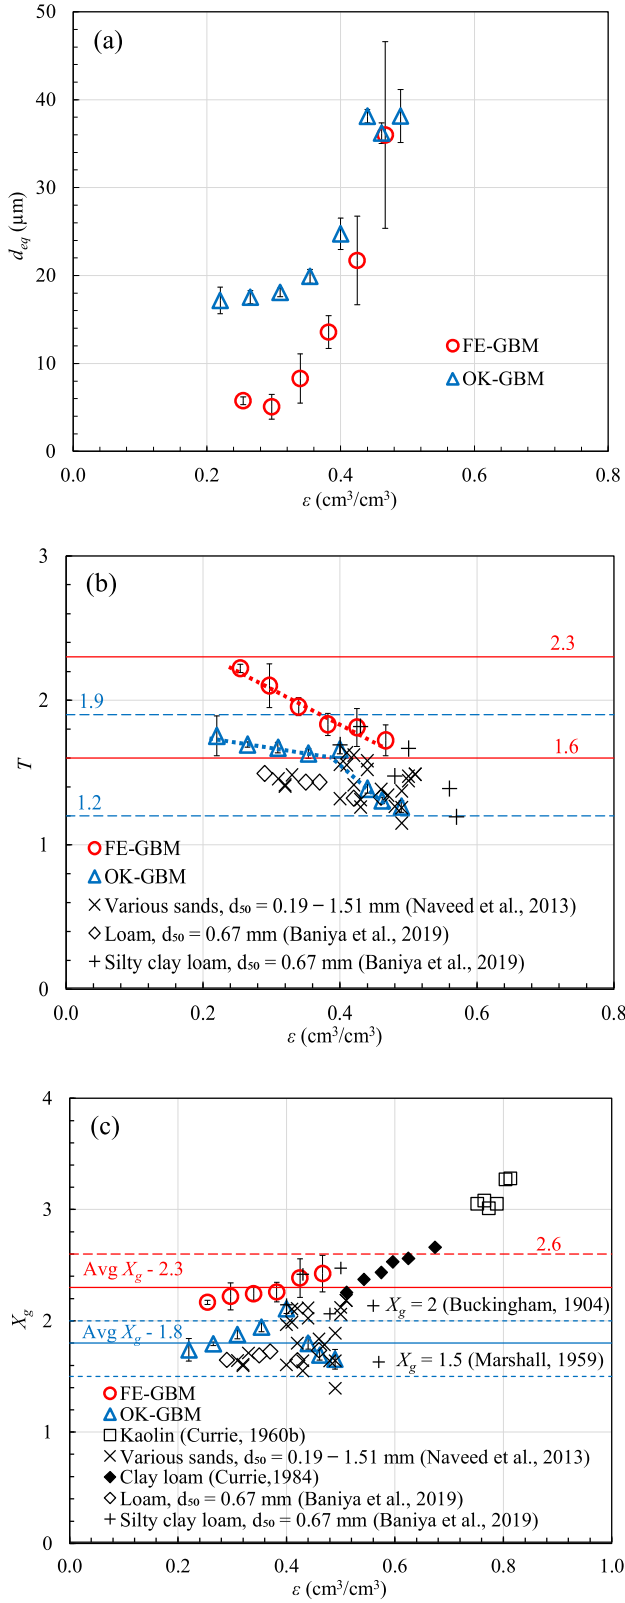 (a)
50
40
30
20
10
0
d_eq (μm)
FE-GBM
OK-GBM
0.0 0.2 0.4 0.6 0.8
ε (cm³/cm³)
(b)
3
2
1
0
T
2.3
1.9
1.6
1.2
FE-GBM
OK-GBM
Various sands, d₅₀ = 0.19 – 1.51 mm (Naveed et al., 2013)
Loam, d₅₀ = 0.67 mm (Baniya et al., 2019)
Silty clay loam, d₅₀ = 0.67 mm (Baniya et al., 2019)
0.0 0.2 0.4 0.6 0.8
ε (cm³/cm³)
(c)
4
3
2
1
0
X_g
2.6
Avg X_g - 2.3
X_g = 2 (Buckingham, 1904)
Avg X_g - 1.8
X_g = 1.5 (Marshall, 1959)
FE-GBM
OK-GBM
Kaolin (Currie, 1960b)
Various sands, d₅₀ = 0.19 – 1.51 mm (Naveed et al., 2013)
Clay loam (Currie,1984)
Loam, d₅₀ = 0.67 mm (Baniya et al., 2019)
Silty clay loam, d₅₀ = 0.67 mm (Baniya et al., 2019)
0.0 0.2 0.4 0.6 0.8 1.0
ε (cm³/cm³)